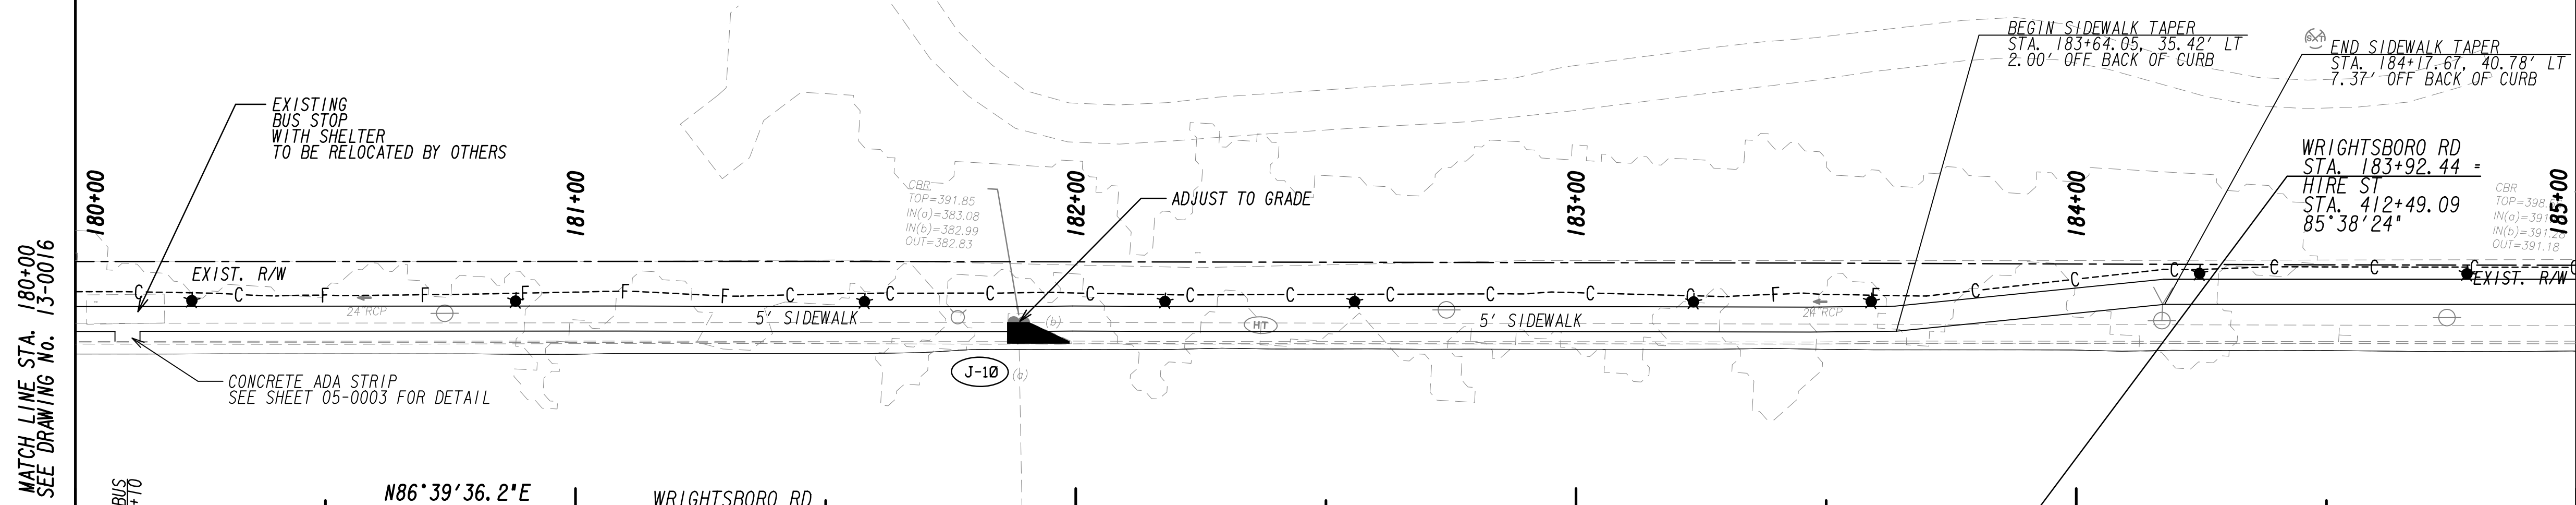 MATCH LINE STA. 180+00
SEE DRAWING No. 13-0016
EXISTING
BUS STOP
WITH SHELTER
TO BE RELOCATED BY OTHERS
180+00
181+00
182+00
183+00
184+00
185+00
CBR
TOP=391.85
IN(a)=383.08
IN(b)=382.99
OUT=382.83
ADJUST TO GRADE
BEGIN SIDEWALK TAPER
STA. 183+64.05, 35.42' LT
2.00' OFF BACK OF CURB
END SIDEWALK TAPER
STA. 184+17.67, 40.78' LT
7.37' OFF BACK OF CURB
WRIGHTSBORO RD
STA. 183+92.44 =
HIRE ST
STA. 412+49.09
85°38'24"
CBR
OUT=391.18
EXIST. R/W
EXIST. R/W
C C F F F F F C C C C C C C C C C F F C C C C C C
24 RCP
24 RCP
5' SIDEWALK
(b)
HT
5' SIDEWALK
J-10
(a)
CONCRETE ADA STRIP
SEE SHEET 05-0003 FOR DETAIL
BUS
+70
N86°39'36.2"E
WRIGHTSBORO RD